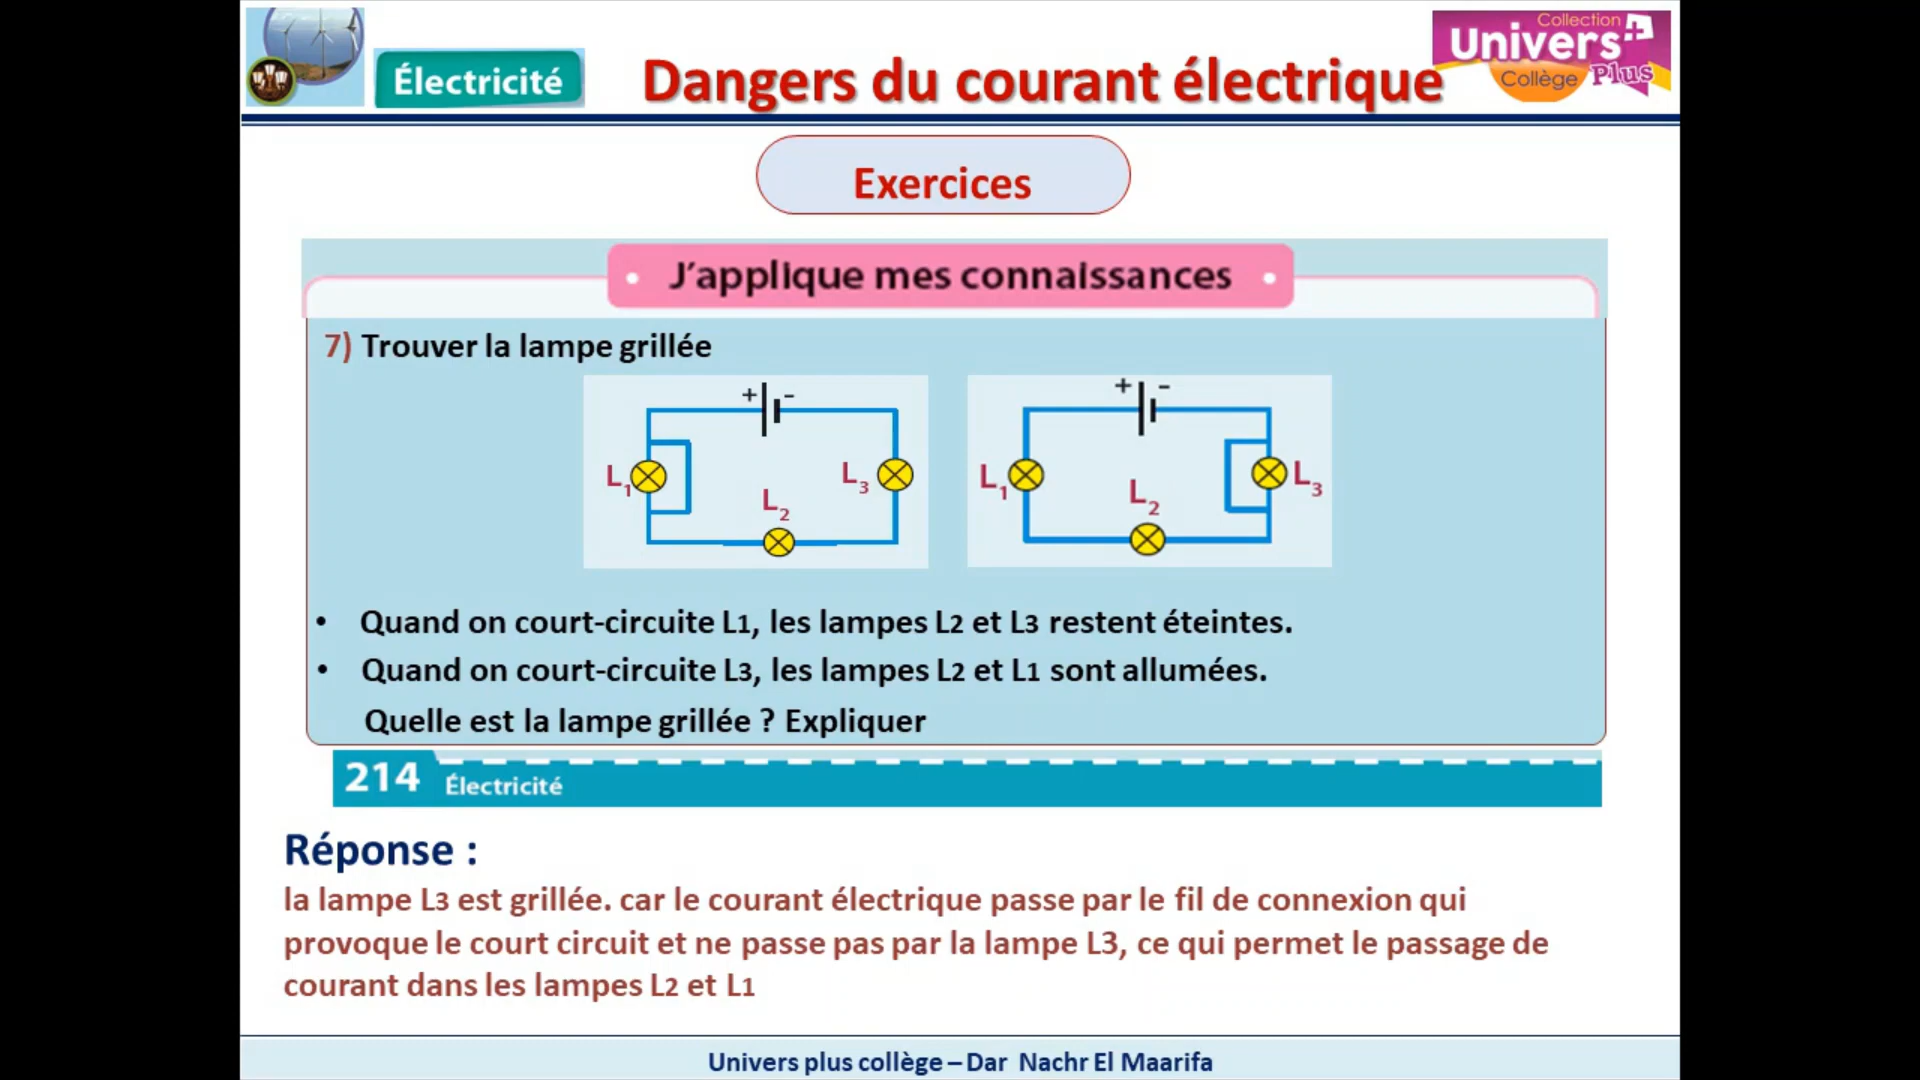 Électricité
Dangers du courant électrique
Collection
Univers+
Collège Plus
Exercices
J'applique mes connaissances
7) Trouver la lampe grillée
+ -
L1
L2
L3
+ -
L1
L2
L3
• Quand on court-circuite L1, les lampes L2 et L3 restent éteintes.
• Quand on court-circuite L3, les lampes L2 et L1 sont allumées.
Quelle est la lampe grillée ? Expliquer
214 Électricité
Réponse :
la lampe L3 est grillée. car le courant électrique passe par le fil de connexion qui
provoque le court circuit et ne passe pas par la lampe L3, ce qui permet le passage de
courant dans les lampes L2 et L1
Univers plus collège – Dar Nachr El Maarifa